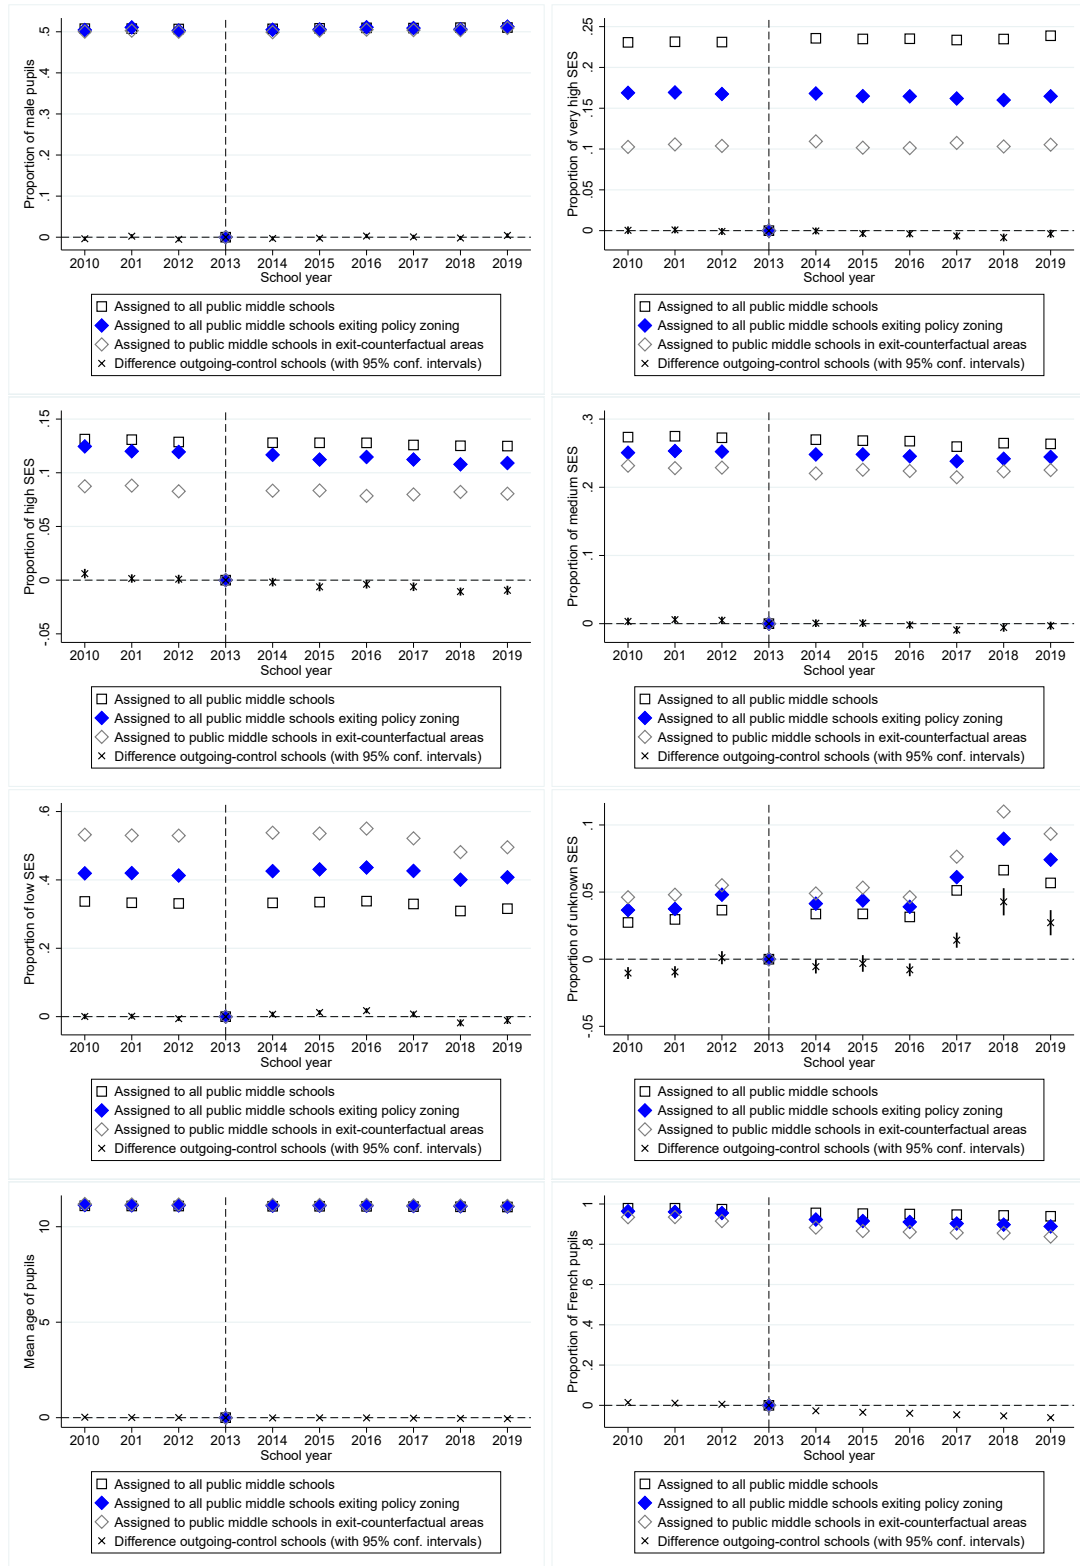 Proportion of male pupils
.5
.4
.3
.2
.1
0
2010 201 2012 2013 2014 2015 2016 2017 2018 2019
School year
Assigned to all public middle schools
Assigned to all public middle schools exiting policy zoning
Assigned to public middle schools in exit-counterfactual areas
Difference outgoing-control schools (with 95% conf. intervals)
Proportion of very high SES
.25
.2
.15
.1
.05
0
2010 201 2012 2013 2014 2015 2016 2017 2018 2019
School year
Assigned to all public middle schools
Assigned to all public middle schools exiting policy zoning
Assigned to public middle schools in exit-counterfactual areas
Difference outgoing-control schools (with 95% conf. intervals)
Proportion of high SES
.15
.1
.05
0
-.05
2010 201 2012 2013 2014 2015 2016 2017 2018 2019
School year
Assigned to all public middle schools
Assigned to all public middle schools exiting policy zoning
Assigned to public middle schools in exit-counterfactual areas
Difference outgoing-control schools (with 95% conf. intervals)
Proportion of medium SES
.3
.2
.1
0
2010 201 2012 2013 2014 2015 2016 2017 2018 2019
School year
Assigned to all public middle schools
Assigned to all public middle schools exiting policy zoning
Assigned to public middle schools in exit-counterfactual areas
Difference outgoing-control schools (with 95% conf. intervals)
Proportion of low SES
.6
.4
.2
0
2010 201 2012 2013 2014 2015 2016 2017 2018 2019
School year
Assigned to all public middle schools
Assigned to all public middle schools exiting policy zoning
Assigned to public middle schools in exit-counterfactual areas
Difference outgoing-control schools (with 95% conf. intervals)
Proportion of unknown SES
.1
.05
0
-.05
2010 201 2012 2013 2014 2015 2016 2017 2018 2019
School year
Assigned to all public middle schools
Assigned to all public middle schools exiting policy zoning
Assigned to public middle schools in exit-counterfactual areas
Difference outgoing-control schools (with 95% conf. intervals)
Mean age of pupils
10
5
0
2010 201 2012 2013 2014 2015 2016 2017 2018 2019
School year
Assigned to all public middle schools
Assigned to all public middle schools exiting policy zoning
Assigned to public middle schools in exit-counterfactual areas
Difference outgoing-control schools (with 95% conf. intervals)
Proportion of French pupils
1
.8
.6
.4
.2
0
2010 201 2012 2013 2014 2015 2016 2017 2018 2019
School year
Assigned to all public middle schools
Assigned to all public middle schools exiting policy zoning
Assigned to public middle schools in exit-counterfactual areas
Difference outgoing-control schools (with 95% conf. intervals)